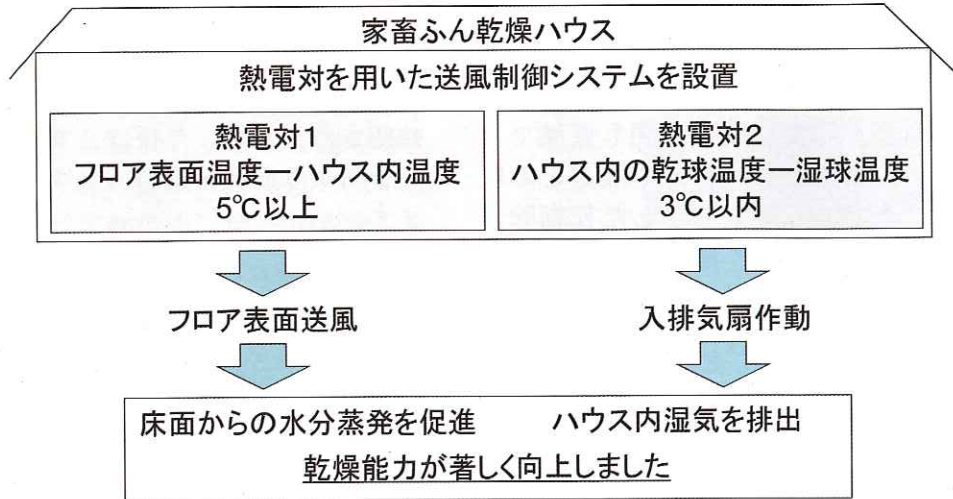 家畜ふん乾燥ハウス
熱電対を用いた送風制御システムを設置
熱電対1
フロア表面温度ーハウス内温度
5℃以上
熱電対2
ハウス内の乾球温度ー湿球温度
3℃以内
フロア表面送風
入排気扇作動
床面からの水分蒸発を促進
ハウス内湿気を排出
乾燥能力が著しく向上しました